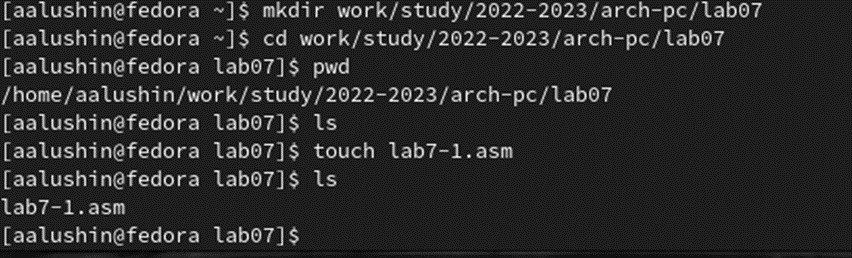 [aalushin@fedora ~]$ mkdir work/study/2022-2023/arch-pc/lab07
[aalushin@fedora ~]$ cd work/study/2022-2023/arch-pc/lab07
[aalushin@fedora lab07]$ pwd
/home/aalushin/work/study/2022-2023/arch-pc/lab07
[aalushin@fedora lab07]$ ls
[aalushin@fedora lab07]$ touch lab7-1.asm
[aalushin@fedora lab07]$ ls
lab7-1.asm
[aalushin@fedora lab07]$